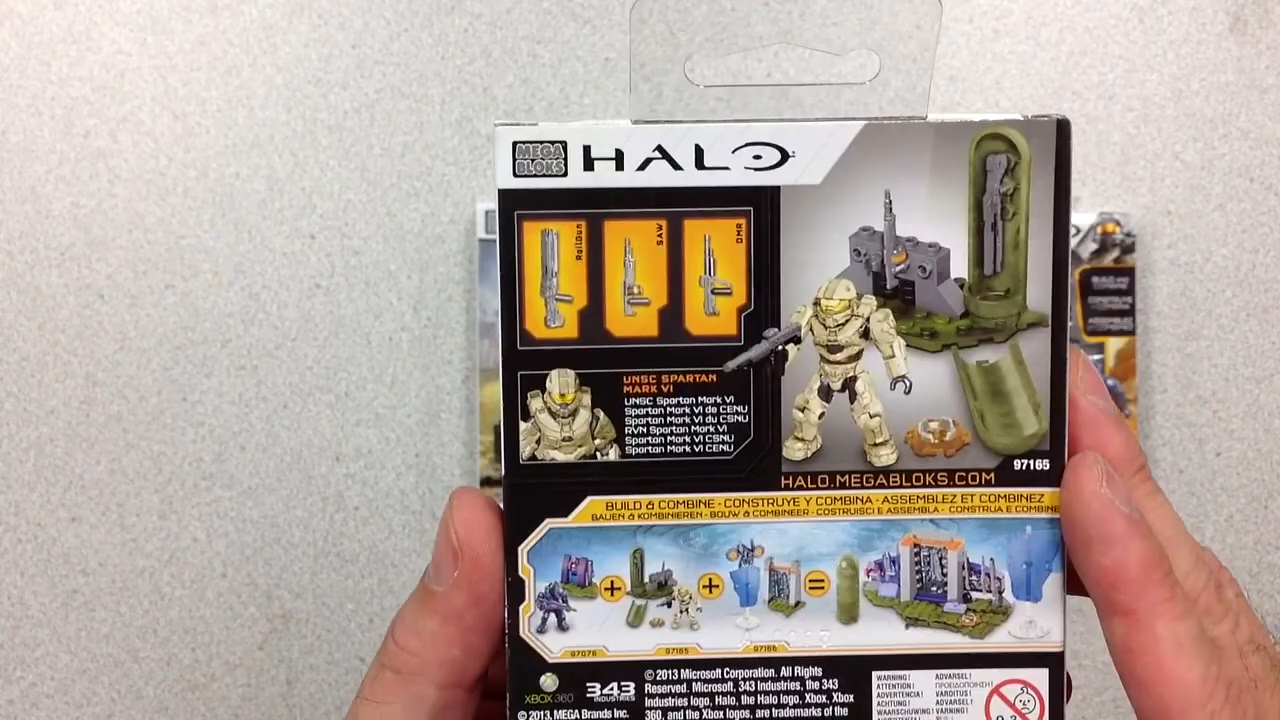 MEGA
BLOKS
HALO
RailGun
SAW
DMR
UNSC SPARTAN
MARK VI
UNSC Spartan Mark VI
Spartan Mark VI de CENU
Spartan Mark VI du CSNU
RVN Spartan Mark VI
Spartan Mark VI CSNU
Spartan Mark VI CENU
97165
HALO.MEGABLOKS.COM
BUILD & COMBINE - CONSTRUYE Y COMBINA - ASSEMBLEZ ET COMBINEZ
BAUEN & KOMBINIEREN - BOUW & COMBINEER - COSTRUISCI E ASSEMBLA - CONSTRUA E COMBINE
97076
97165
97166
XBOX 360
343
INDUSTRIES
© 2013 Microsoft Corporation. All Rights
Reserved. Microsoft, 343 Industries, the 343
Industries logo, Halo, the Halo logo, Xbox, Xbox
360, and the Xbox logos, are trademarks of the
© 2013, MEGA Brands Inc.
WARNING! ADVARSEL!
ATTENTION! ΠΡΟΕΙΔΟΠΟΙΗΣΗ!
ADVERTENCIA! ADVARSEL!
ACHTUNG! VAROITUS!
WAARSCHUWING! VARNING!